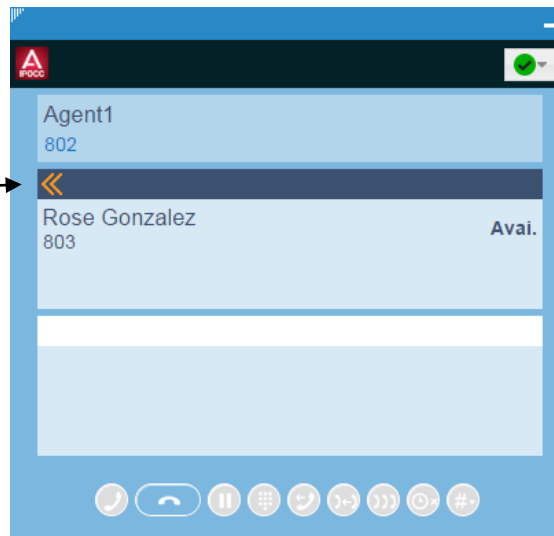 A
IPOCC
Agent1
802
Rose Gonzalez
803
Avai.
#